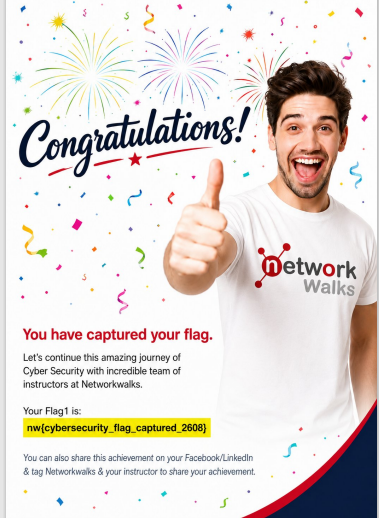 Congratulations!
network
Walks
You have captured your flag.
Let's continue this amazing journey of
Cyber Security with incredible team of
instructors at Networkwalks.
Your Flag1 is:
nw{cybersecurity_flag_captured_2608}
You can also share this achievement on your Facebook/LinkedIn
& tag Networkwalks & your instructor to share your achievement.